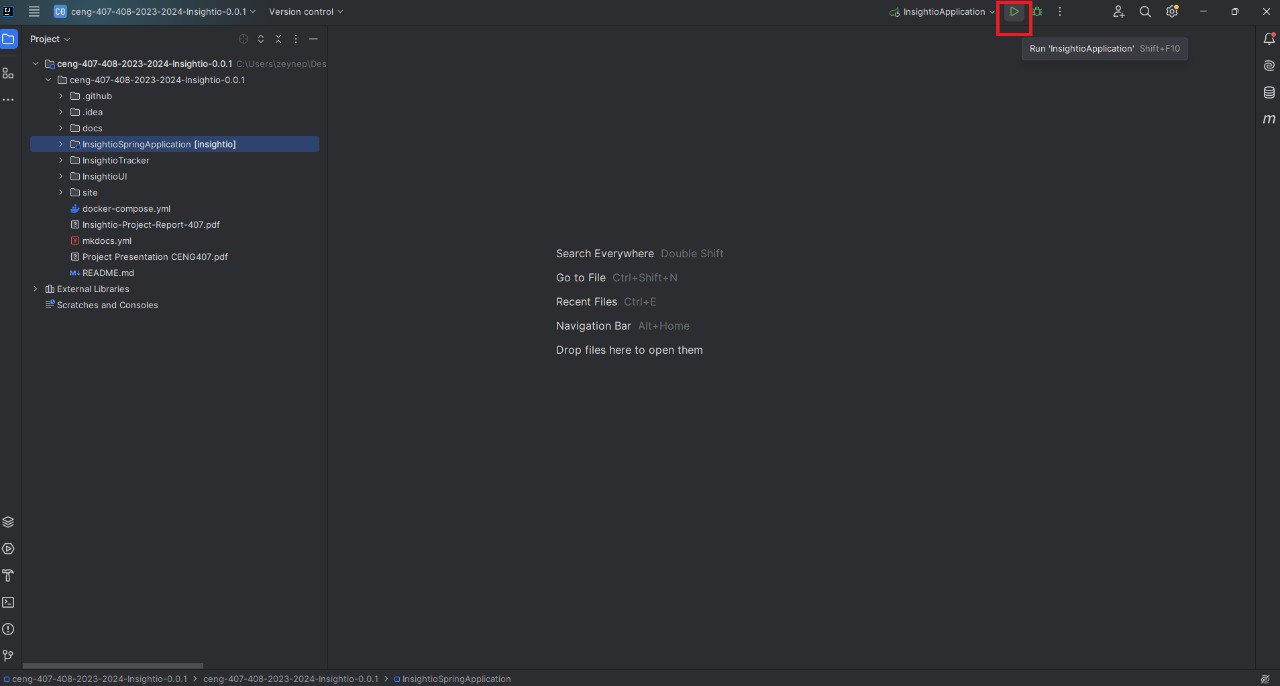 ceng-407-408-2023-2024-Insightio-0.0.1 Version control InsightioApplication
Project
Run 'InsightioApplication' Shift+F10
ceng-407-408-2023-2024-Insightio-0.0.1 C:\Users\zeynep\Des
ceng-407-408-2023-2024-Insightio-0.0.1
.github
.idea
docs
InsightioSpringApplication [insightio]
InsightioTracker
InsightioUI
site
docker-compose.yml
Insightio-Project-Report-407.pdf
mkdocs.yml
Project Presentation CENG407.pdf
README.md
External Libraries
Scratches and Consoles
Search Everywhere Double Shift
Go to File Ctrl+Shift+N
Recent Files Ctrl+E
Navigation Bar Alt+Home
Drop files here to open them
ceng-407-408-2023-2024-Insightio-0.0.1 > ceng-407-408-2023-2024-Insightio-0.0.1 > InsightioSpringApplication